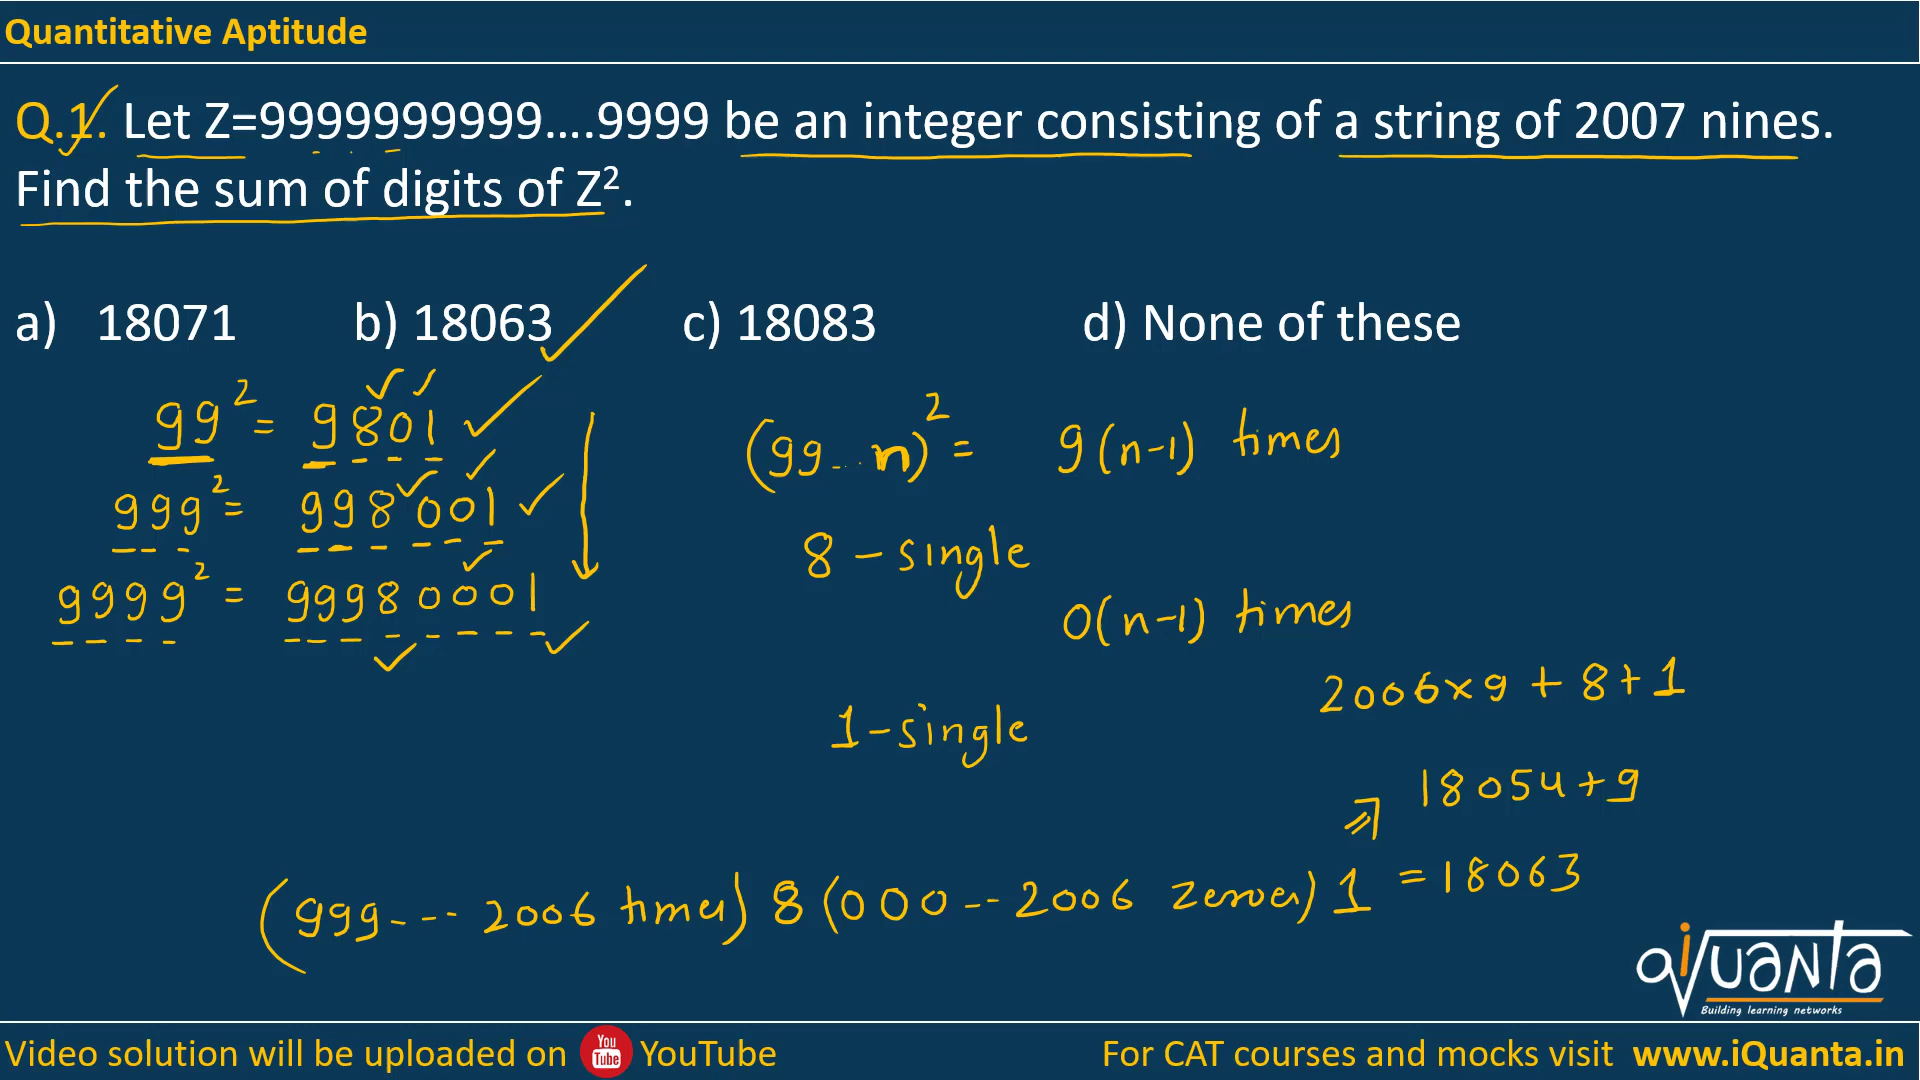 Quantitative Aptitude
Q.1. Let Z=9999999999....9999 be an integer consisting of a string of 2007 nines.
Find the sum of digits of Z².
a) 18071 b) 18063 c) 18083 d) None of these
99² = 9801
(99...n)² = 9(n-1) times
999² = 998001
8 - single
9999² = 99980001
0(n-1) times
2006×9 + 8+1
1-single
⇒ 18054+9
(999--- 2006 times) 8 (000--2006 zeroes) 1 = 18063
iQuanta
Building learning networks
Video solution will be uploaded on You Tube YouTube
For CAT courses and mocks visit www.iQuanta.in